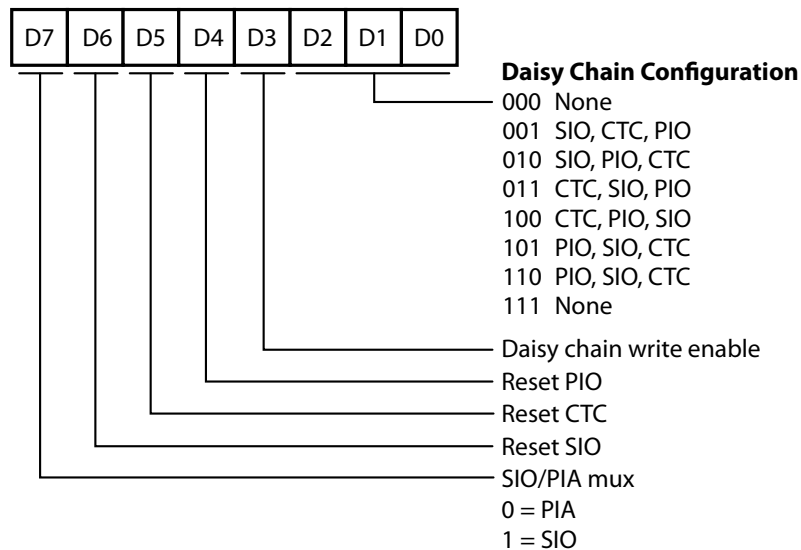 D7 D6 D5 D4 D3 D2 D1 D0
Daisy Chain Configuration
000 None
001 SIO, CTC, PIO
010 SIO, PIO, CTC
011 CTC, SIO, PIO
100 CTC, PIO, SIO
101 PIO, SIO, CTC
110 PIO, SIO, CTC
111 None
Daisy chain write enable
Reset PIO
Reset CTC
Reset SIO
SIO/PIA mux
0 = PIA
1 = SIO